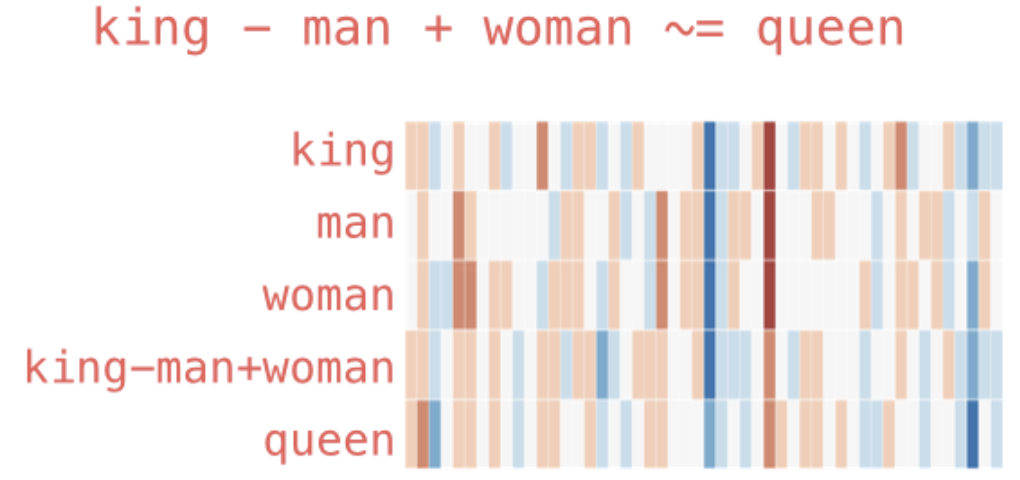 king − man + woman ~= queen
king
man
woman
king−man+woman
queen